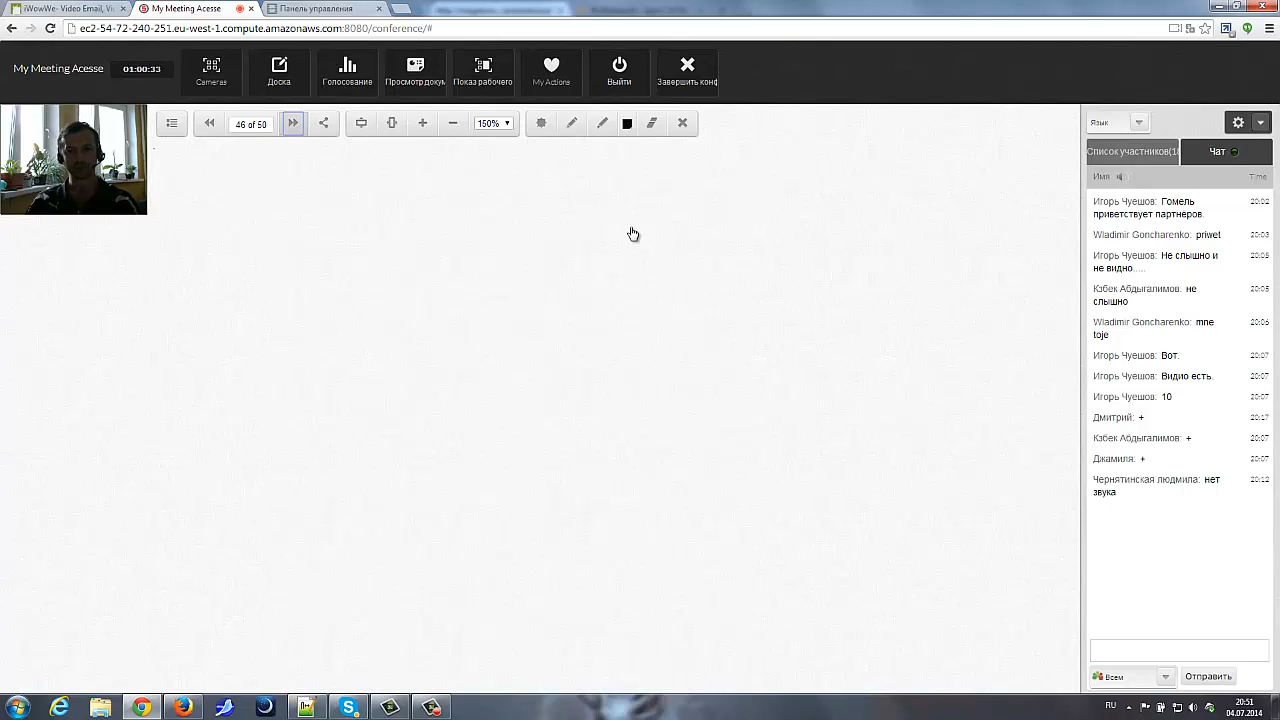 iWowWe- Video Email, Vi
My Meeting Acesse
Панель управления
ec2-54-72-240-251.eu-west-1.compute.amazonaws.com:8080/conference/#
My Meeting Acesse
01:00:33
Cameras
Доска
Голосование
Просмотр докум
Показ рабочего
My Actions
Выйти
Завершить конф
46 of 50
150%
Язык
Список участников(18
Чат
Имя
Time
Игорь Чуешов: Гомель 20:02
приветствует партнёров.
Wladimir Goncharenko: priwet 20:03
Игорь Чуешов: Не слышно и 20:05
не видно.....
Кэбек Абдыгалимов: не 20:05
слышно
Wladimir Goncharenko: mne 20:06
toje
Игорь Чуешов: Вот. 20:07
Игорь Чуешов: Видио есть. 20:07
Игорь Чуешов: 10 20:07
Дмитрий: + 20:17
Кэбек Абдыгалимов: + 20:07
Джамиля: + 20:07
Чернятинская людмила: нет 20:12
звука
Всем
Отправить
RU
20:51
04.07.2014